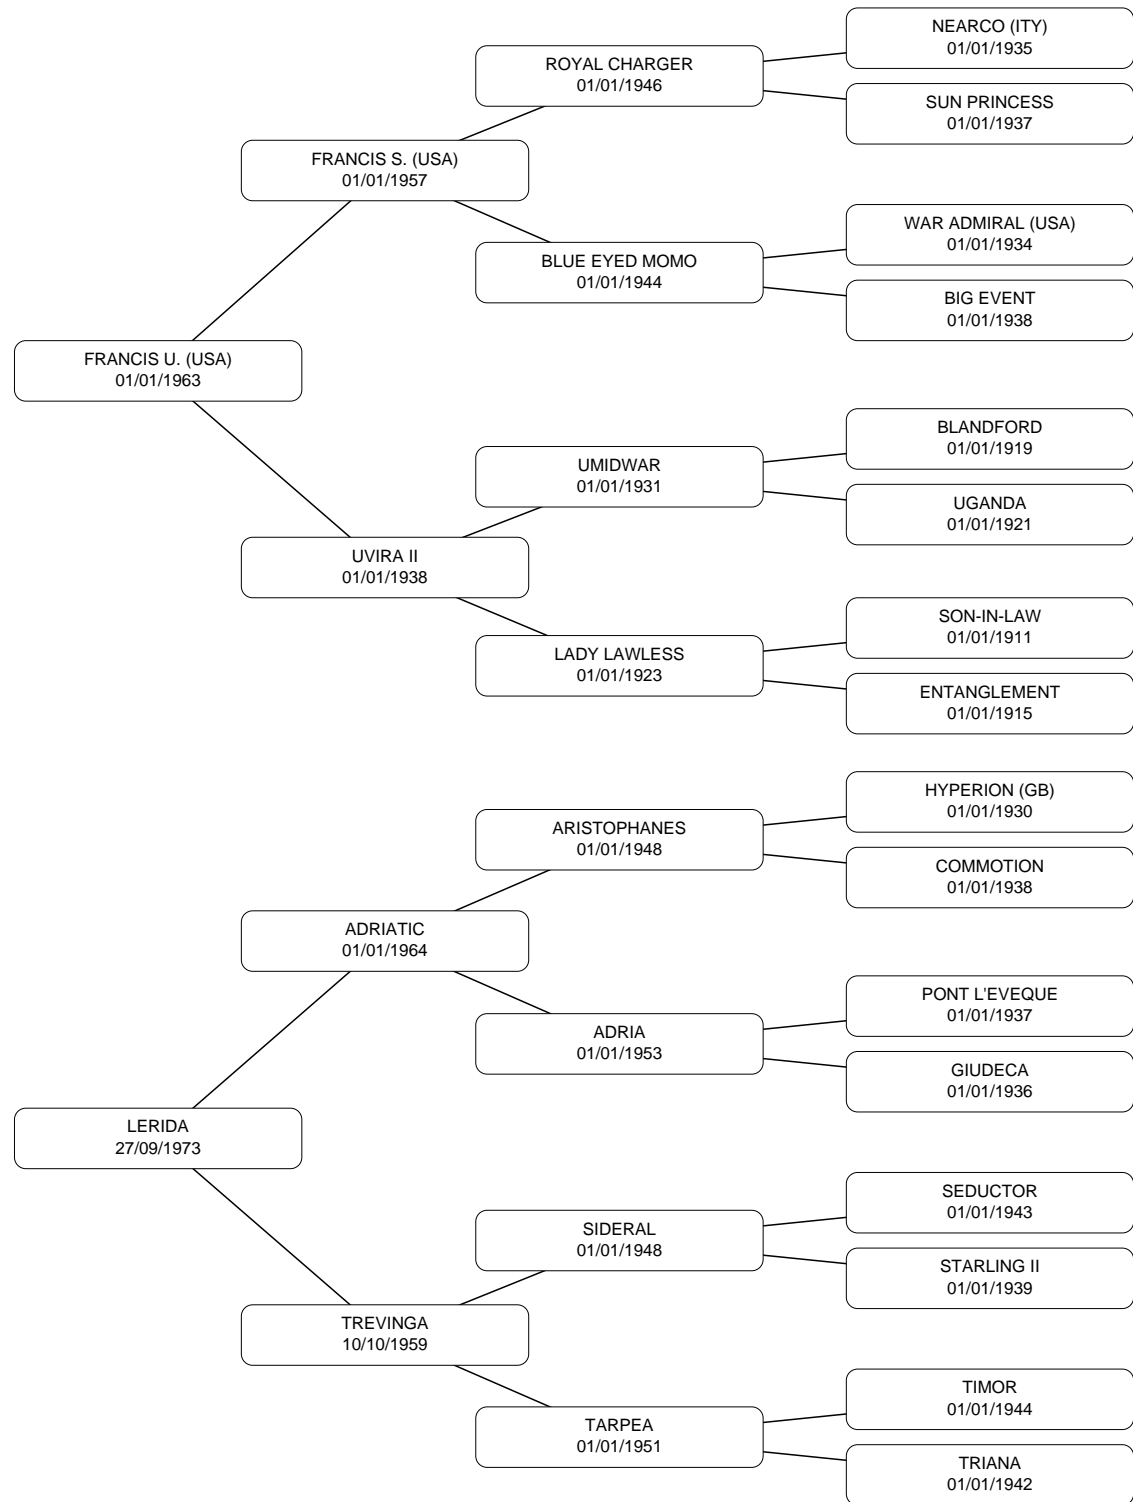 NEARCO (ITY)
01/01/1935
ROYAL CHARGER
01/01/1946
SUN PRINCESS
01/01/1937
FRANCIS S. (USA)
01/01/1957
WAR ADMIRAL (USA)
01/01/1934
BLUE EYED MOMO
01/01/1944
BIG EVENT
01/01/1938
FRANCIS U. (USA)
01/01/1963
BLANDFORD
01/01/1919
UMIDWAR
01/01/1931
UGANDA
01/01/1921
UVIRA II
01/01/1938
SON-IN-LAW
01/01/1911
LADY LAWLESS
01/01/1923
ENTANGLEMENT
01/01/1915
HYPERION (GB)
01/01/1930
ARISTOPHANES
01/01/1948
COMMOTION
01/01/1938
ADRIATIC
01/01/1964
PONT L'EVEQUE
01/01/1937
ADRIA
01/01/1953
GIUDECA
01/01/1936
LERIDA
27/09/1973
SEDUCTOR
01/01/1943
SIDERAL
01/01/1948
STARLING II
01/01/1939
TREVINGA
10/10/1959
TIMOR
01/01/1944
TARPEA
01/01/1951
TRIANA
01/01/1942